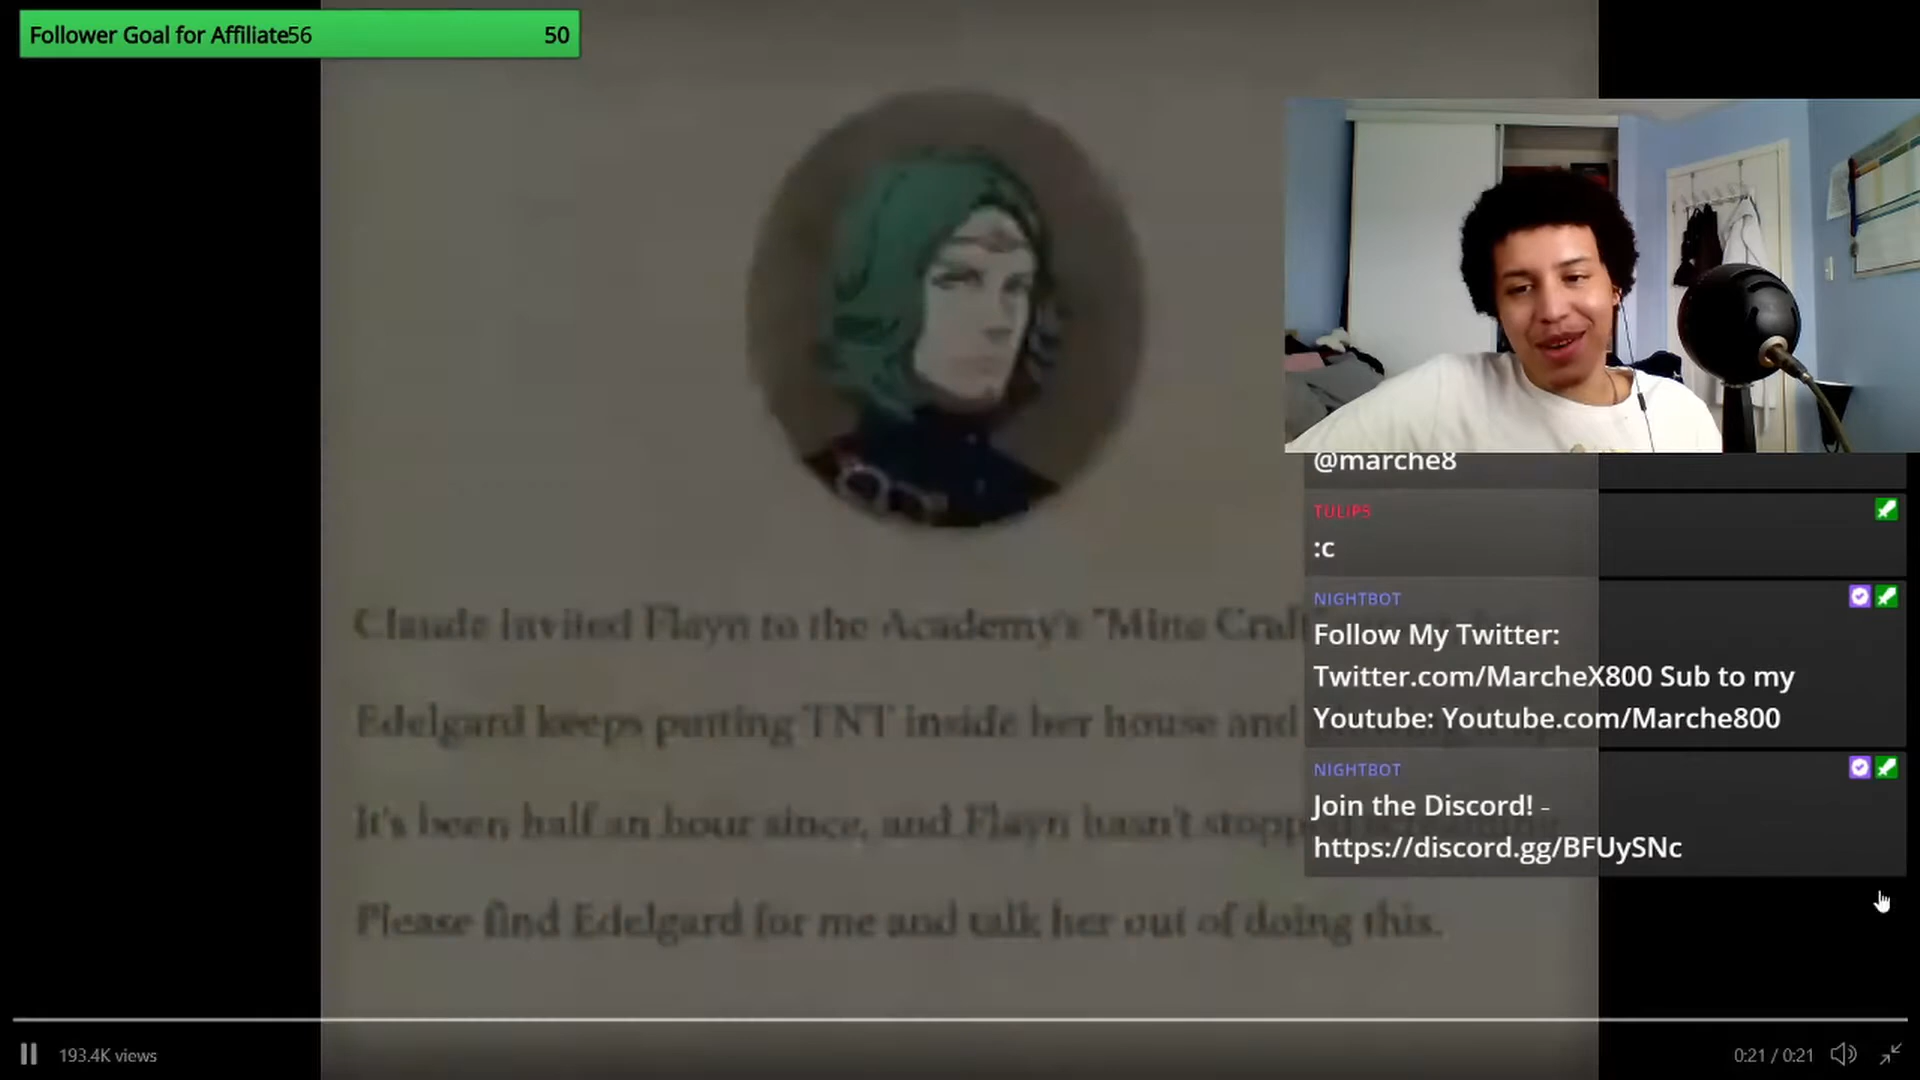 Follower Goal for Affiliate56 50
@marche8
TULIPS
:c
NIGHTBOT
Follow My Twitter:
Twitter.com/MarcheX800 Sub to my
Youtube: Youtube.com/Marche800
NIGHTBOT
Join the Discord! -
https://discord.gg/BFUySNc
Claude invited Flayn to the Academy's "Mine Craft"
Edelgard keeps putting TNT inside her house and
It's been half an hour since, and Flayn hasn't
Please find Edelgard for me and talk her out of doing this.
193.4K views
0:21 / 0:21